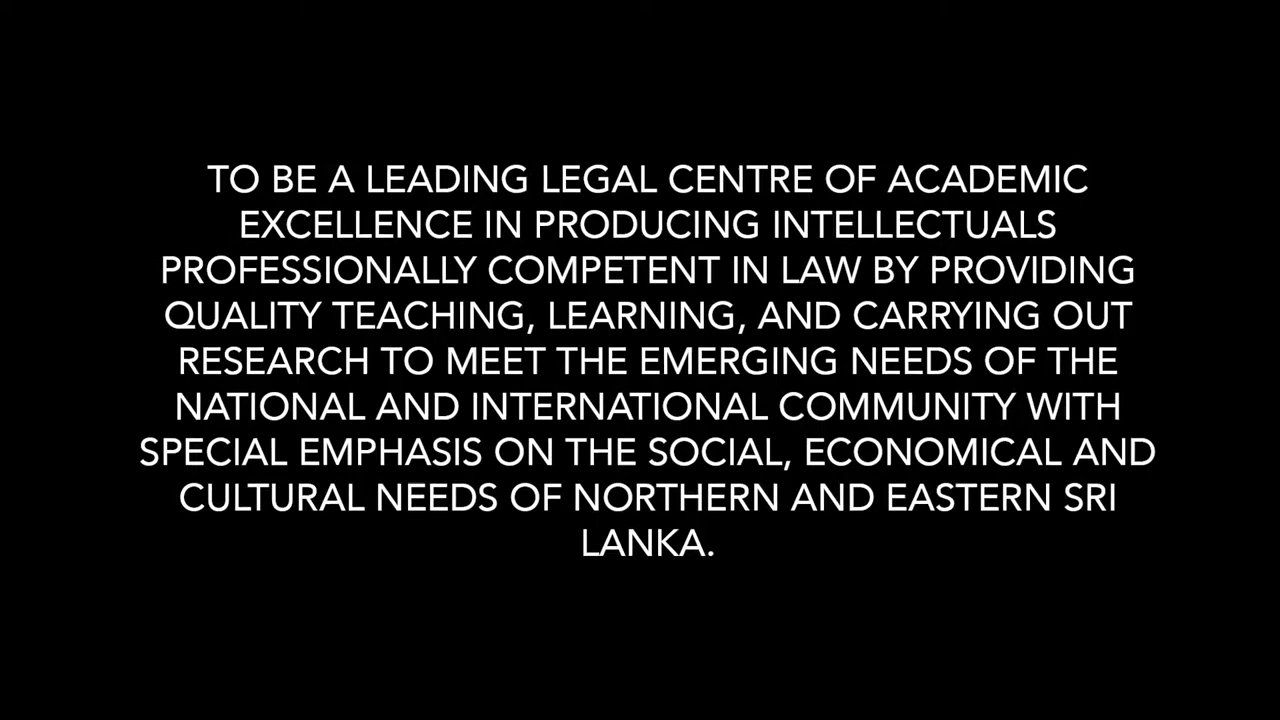 TO BE A LEADING LEGAL CENTRE OF ACADEMIC
EXCELLENCE IN PRODUCING INTELLECTUALS
PROFESSIONALLY COMPETENT IN LAW BY PROVIDING
QUALITY TEACHING, LEARNING, AND CARRYING OUT
RESEARCH TO MEET THE EMERGING NEEDS OF THE
NATIONAL AND INTERNATIONAL COMMUNITY WITH
SPECIAL EMPHASIS ON THE SOCIAL, ECONOMICAL AND
CULTURAL NEEDS OF NORTHERN AND EASTERN SRI
LANKA.